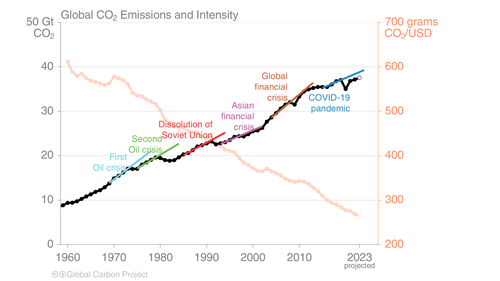 Global CO₂ Emissions and Intensity
50 Gt
CO₂
700 grams
CO₂/USD
40
600
30
500
20
400
10
300
0
200
Global
financial
crisis
COVID-19
pandemic
Asian
financial
crisis
Dissolution of
Soviet Union
Second
Oil crisis
First
Oil crisis
1960
1970
1980
1990
2000
2010
2023
projected
Global Carbon Project